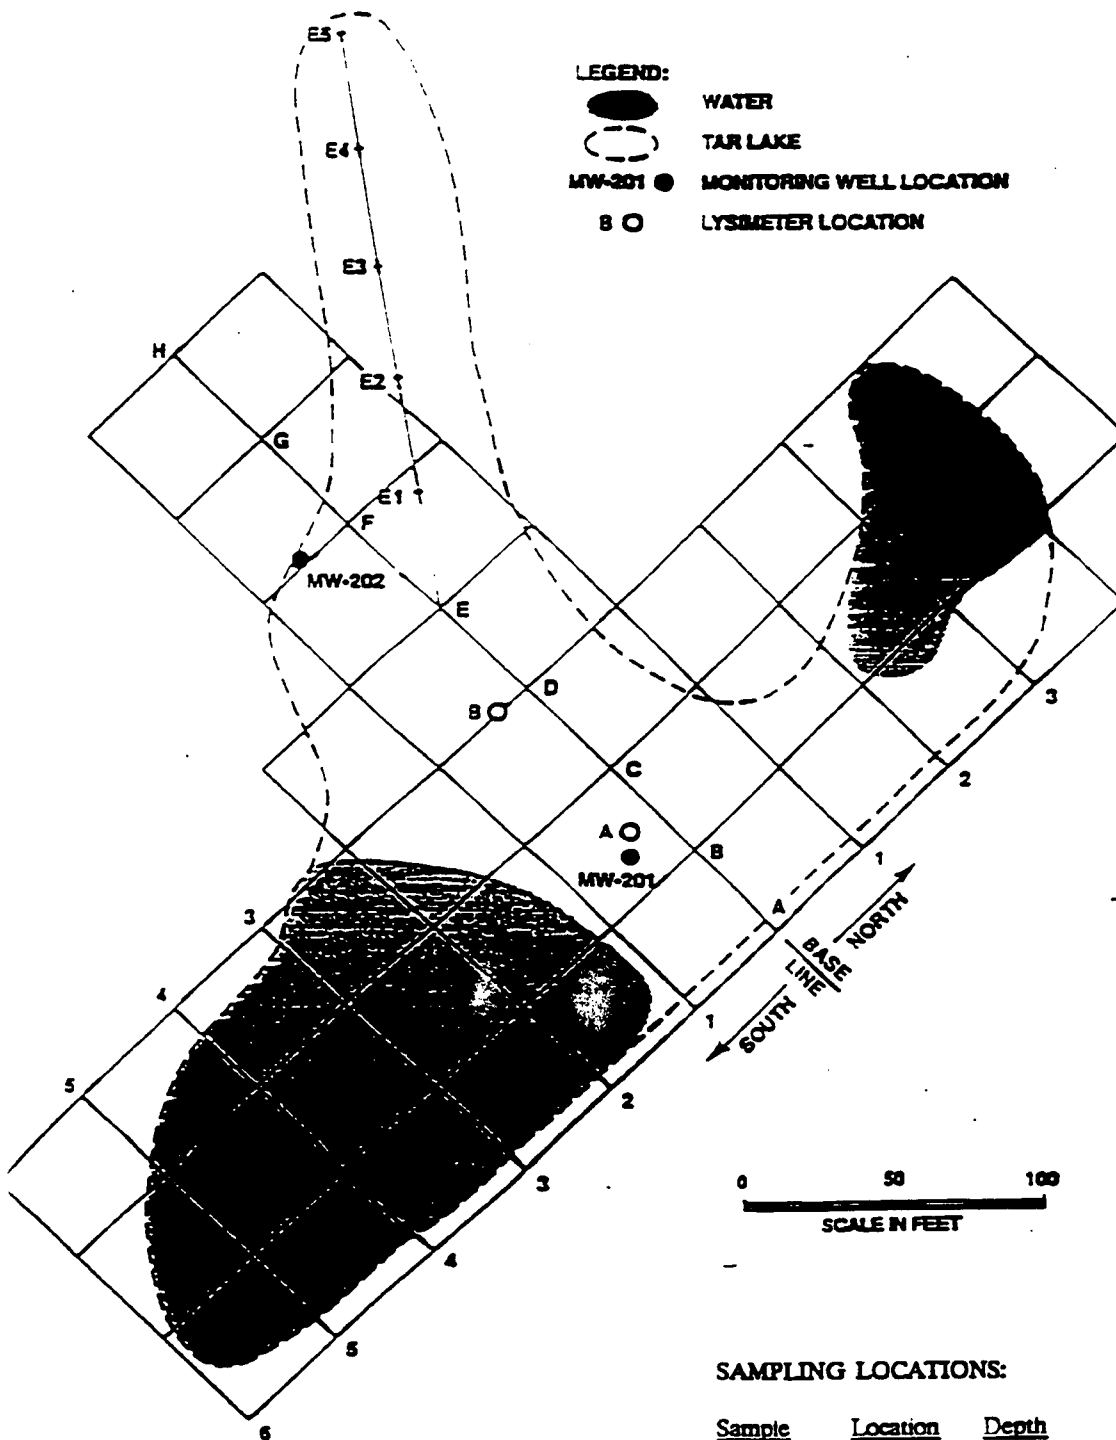 E5
LEGEND:
WATER
E4
TAR LAKE
MW-201 MONITORING WELL LOCATION
B LYSIMETER LOCATION
E3
H
E2
G
E1
F
MW-202
E
D
B
3
C
2
A
B
MW-201
1
A
3
BASE LINE
NORTH
SOUTH
4
1
5
2
3
0 50 100
SCALE IN FEET
4
5
6
SAMPLING LOCATIONS:
Sample Location Depth